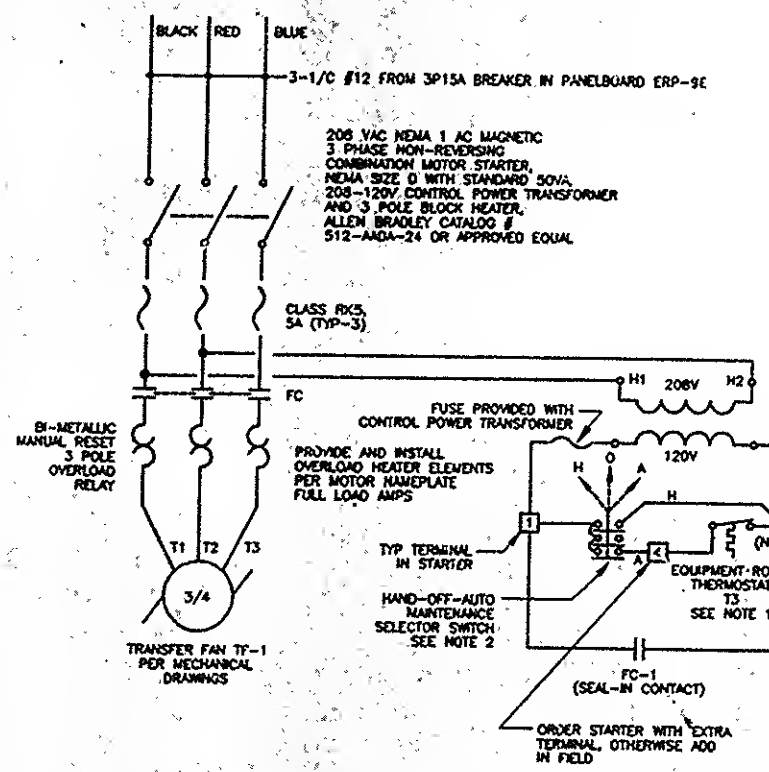 BLACK RED BLUE
3-1/C #12 FROM 3P15A BREAKER IN PANELBOARD ERP-9E
208 VAC NEMA 1 AC MAGNETIC
3 PHASE NON-REVERSING
COMBINATION MOTOR STARTER,
NEMA SIZE 0 WITH STANDARD 50VA,
208-120V CONTROL POWER TRANSFORMER
AND 3 POLE BLOCK HEATER,
ALLEN BRADLEY CATALOG #
512-AADA-24 OR APPROVED EQUAL
CLASS RK5,
5A (TYP-3)
FC
H1 208V H2
FUSE PROVIDED WITH
CONTROL POWER TRANSFORMER
120V
BI-METALLIC
MANUAL RESET
3 POLE
OVERLOAD
RELAY
PROVIDE AND INSTALL
OVERLOAD HEATER ELEMENTS
PER MOTOR NAMEPLATE
FULL LOAD AMPS
H O A
H
1
TYP TERMINAL
IN STARTER
A
(N
T1 T2 T3
3/4
TRANSFER FAN TF-1
PER MECHANICAL
DRAWINGS
HAND-OFF-AUTO
MAINTENANCE
SELECTOR SWITCH
SEE NOTE 2
EQUIPMENT-RO
THERMOSTA
T3
SEE NOTE 1
FC-1
(SEAL-IN CONTACT)
ORDER STARTER WITH EXTRA
TERMINAL, OTHERWISE ADD
IN FIELD